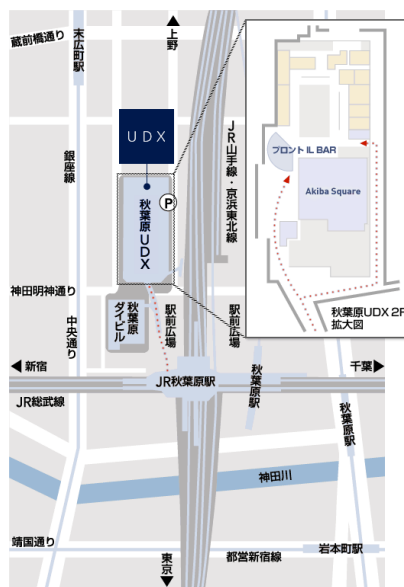 蔵前橋通り
末広町駅
上野
UDX
JR山手線・京浜東北線
銀座線
P
秋葉原UDX
プロント IL BAR
Akiba Square
秋葉原UDX 2F
拡大図
神田明神通り
中央通り
秋葉原
ダイビル
駅前広場
駅前広場
新宿
千葉
JR秋葉原駅
秋葉原駅
秋葉原駅
JR総武線
神田川
靖国通り
東京
都営新宿線
岩本町駅